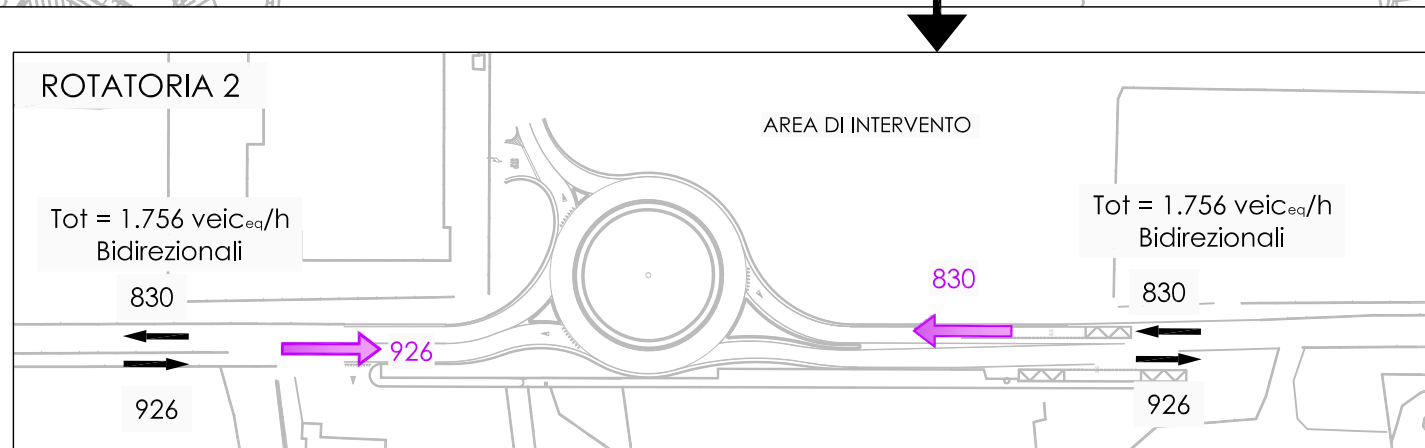 ROTATORIA 2
AREA DI INTERVENTO
Tot = 1.756 veiceq/h
Bidirezionali
830
926
926
830
Tot = 1.756 veiceq/h
Bidirezionali
830
926